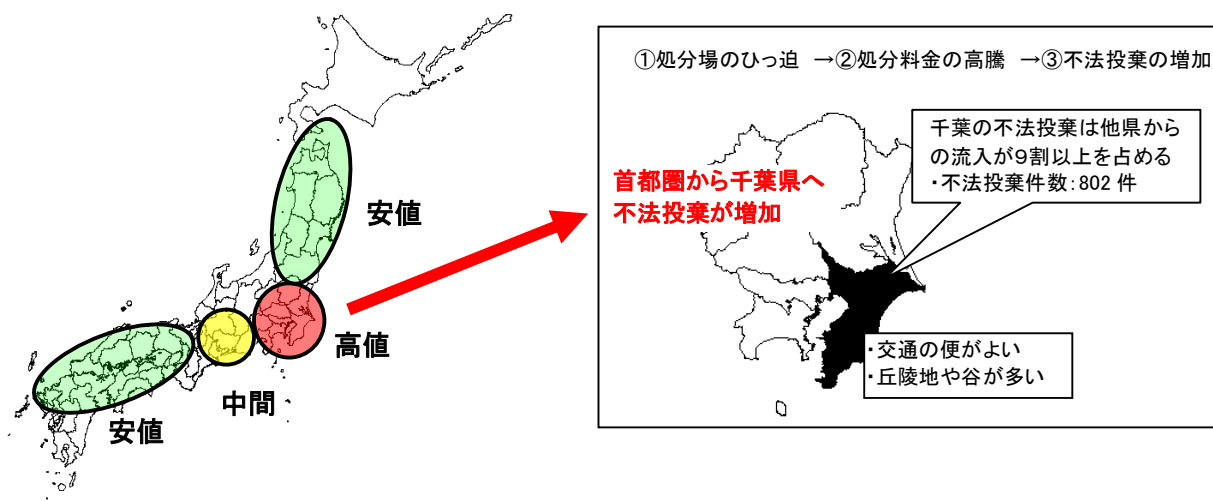 ①処分場のひっ迫 →②処分料金の高騰 →③不法投棄の増加
千葉の不法投棄は他県から
の流入が9割以上を占める
・不法投棄件数:802 件
首都圏から千葉県へ
不法投棄が増加
安値
高値
中間
安値
・交通の便がよい
・丘陵地や谷が多い